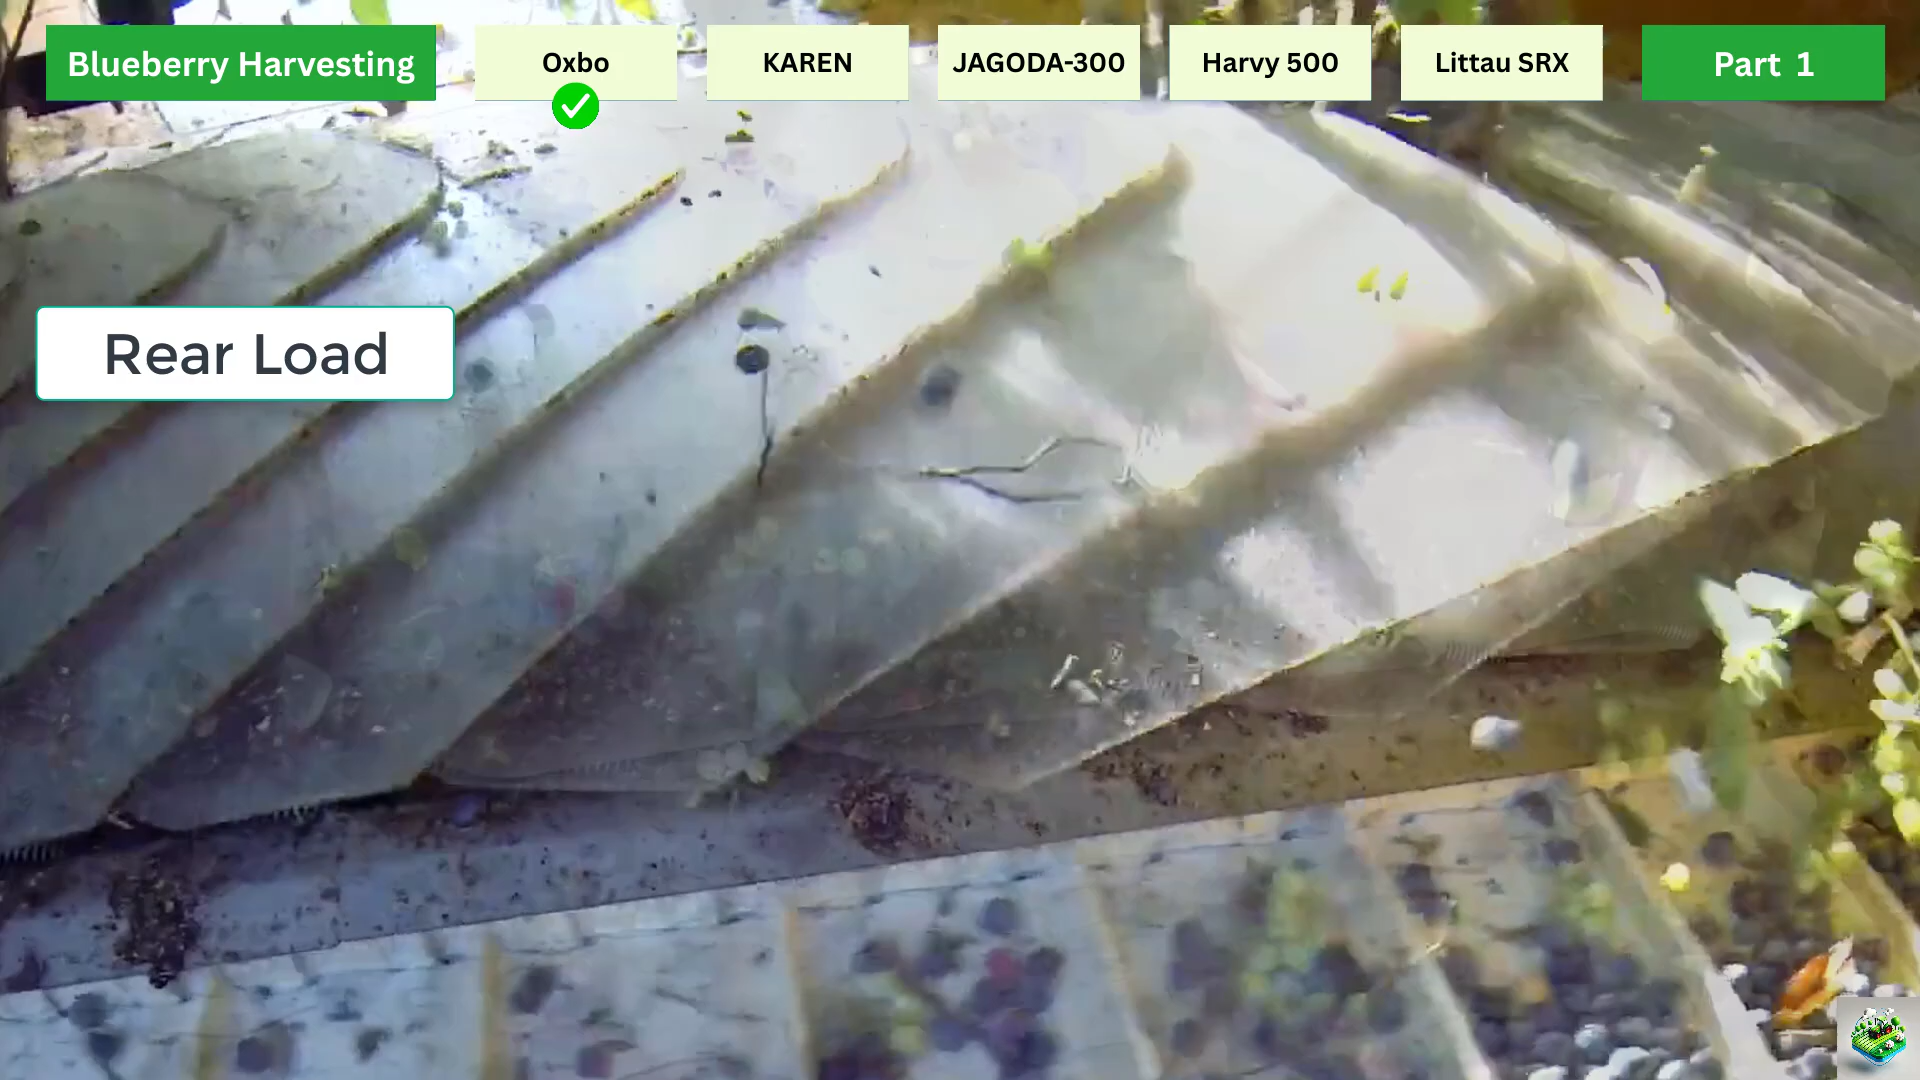 Blueberry Harvesting
Oxbo
KAREN
JAGODA-300
Harvy 500
Littau SRX
Part 1
Rear Load